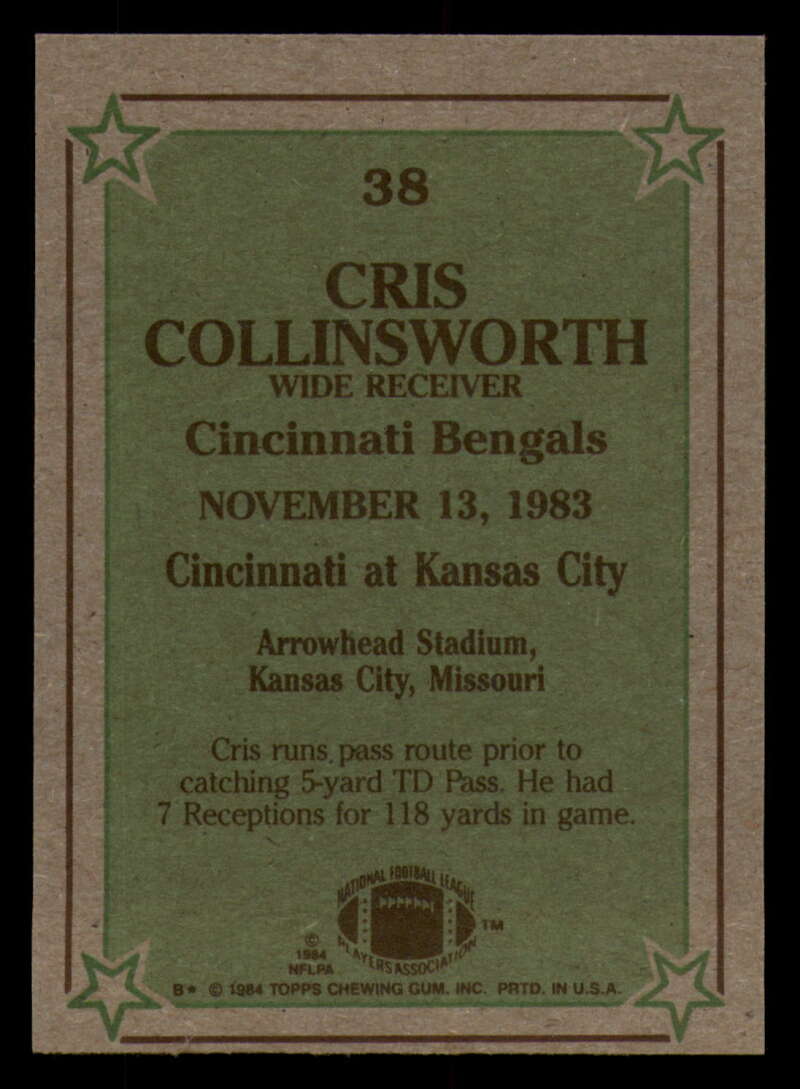 38
CRIS
COLLINSWORTH
WIDE RECEIVER
Cincinnati Bengals
NOVEMBER 13, 1983
Cincinnati at Kansas City
Arrowhead Stadium,
Kansas City, Missouri
Cris runs pass route prior to
catching 5-yard TD Pass. He had
7 Receptions for 118 yards in game.
NATIONAL FOOTBALL LEAGUE
PLAYERS ASSOCIATION
TM
©
1984
NFLPA
B* © 1984 TOPPS CHEWING GUM, INC. PRTD. IN U.S.A.